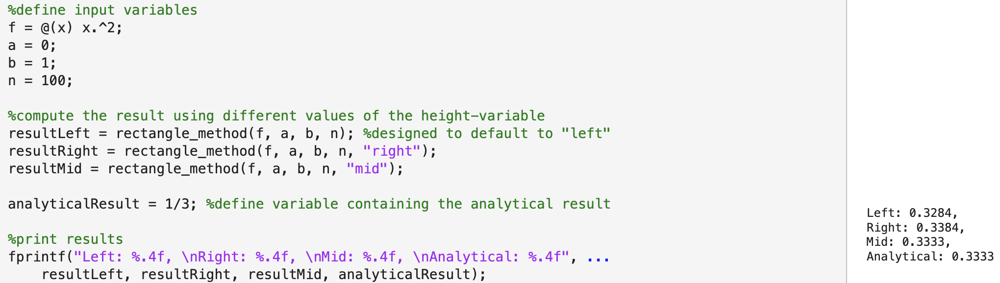 %define input variables
f = @(x) x.^2;
a = 0;
b = 1;
n = 100;
%compute the result using different values of the height-variable
resultLeft = rectangle_method(f, a, b, n); %designed to default to "left"
resultRight = rectangle_method(f, a, b, n, "right");
resultMid = rectangle_method(f, a, b, n, "mid");
analyticalResult = 1/3; %define variable containing the analytical result
%print results
fprintf("Left: %.4f, \nRight: %.4f, \nMid: %.4f, \nAnalytical: %.4f", ...
    resultLeft, resultRight, resultMid, analyticalResult);
Left: 0.3284,
Right: 0.3384,
Mid: 0.3333,
Analytical: 0.3333